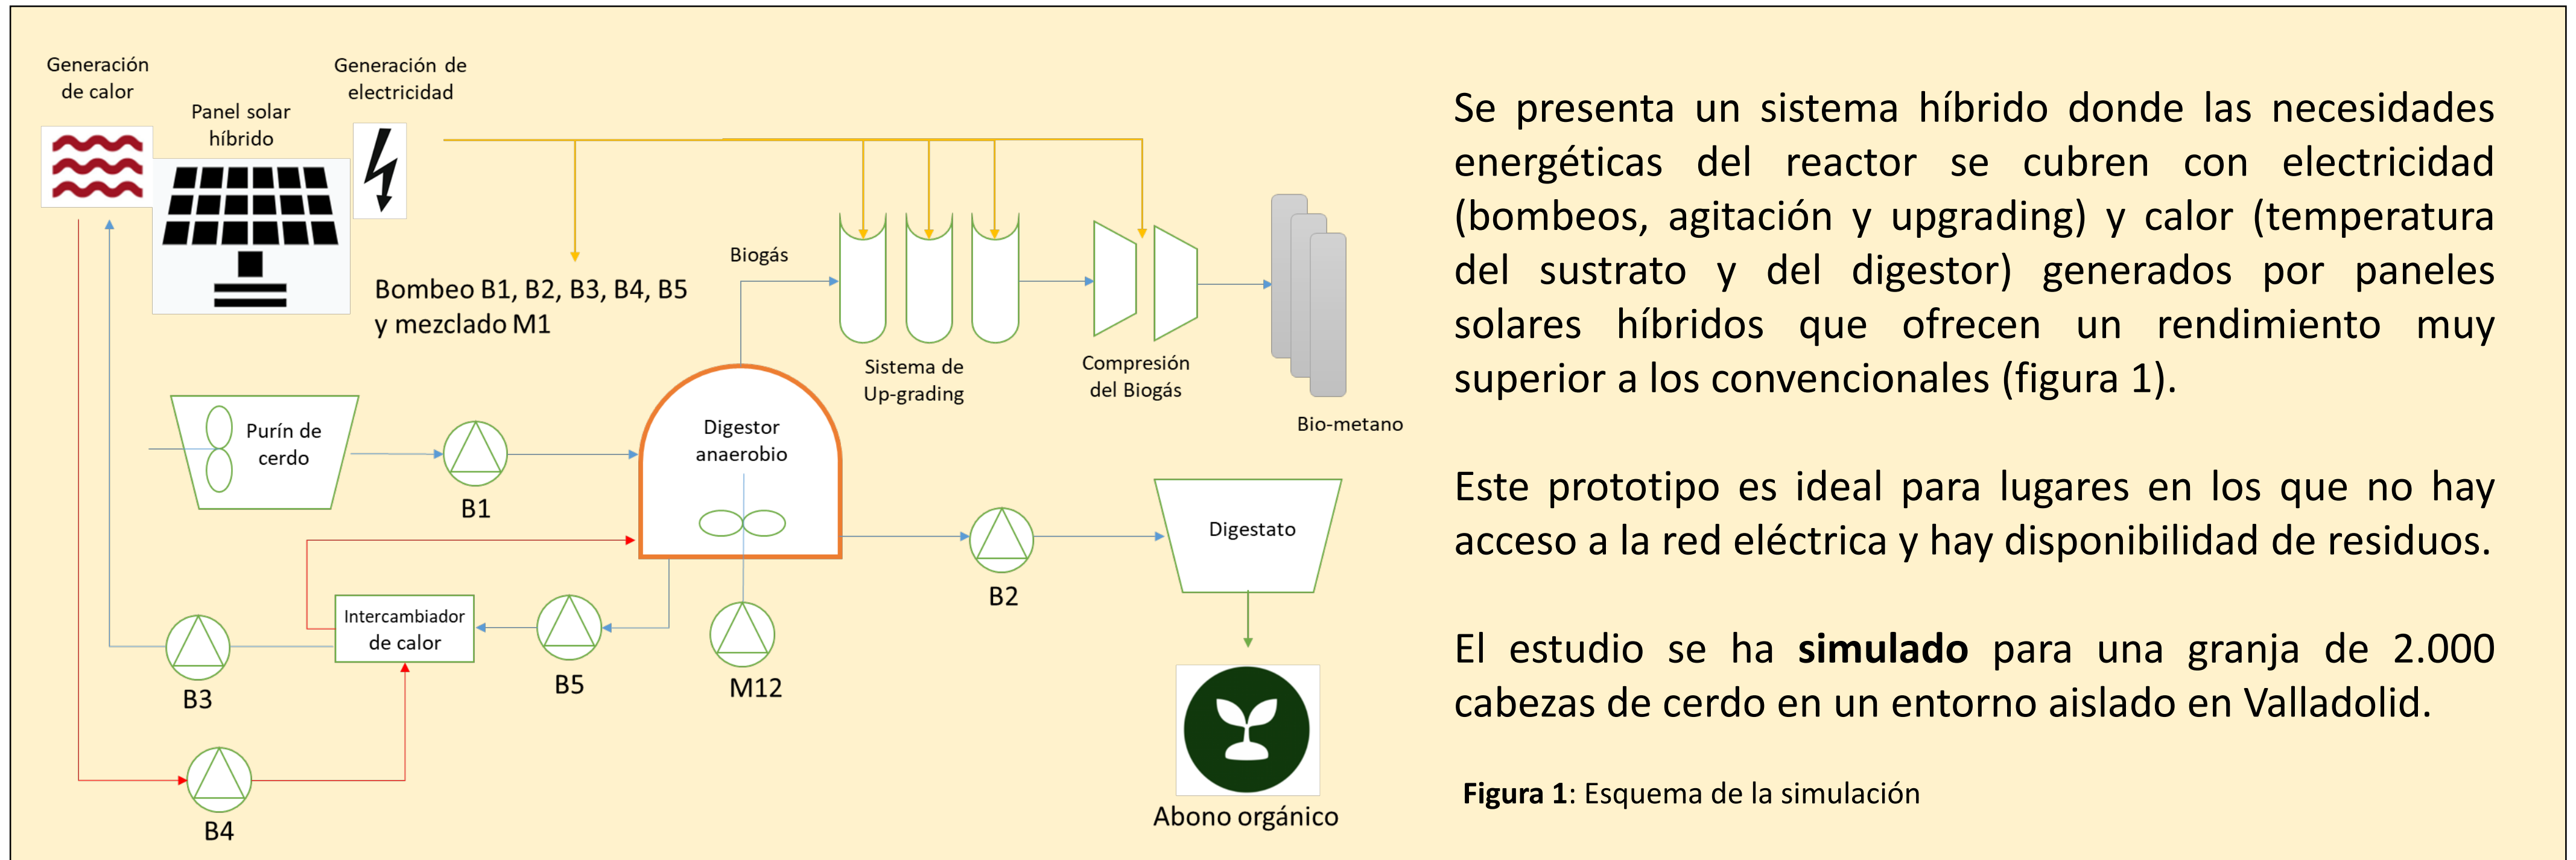 Generación
de calor
Panel solar
híbrido
Generación de
electricidad
Bombeo B1, B2, B3, B4, B5
y mezclado M1
Biogás
Sistema de
Up-grading
Compresión
del Biogás
Bio-metano
Purín de
cerdo
B1
Digestor
anaerobio
B2
Digestato
Intercambiador
de calor
B3
B5
M12
B4
Abono orgánico
Se presenta un sistema híbrido donde las necesidades
energéticas del reactor se cubren con electricidad
(bombeos, agitación y upgrading) y calor (temperatura
del sustrato y del digestor) generados por paneles
solares híbridos que ofrecen un rendimiento muy
superior a los convencionales (figura 1).
Este prototipo es ideal para lugares en los que no hay
acceso a la red eléctrica y hay disponibilidad de residuos.
El estudio se ha simulado para una granja de 2.000
cabezas de cerdo en un entorno aislado en Valladolid.
Figura 1: Esquema de la simulación